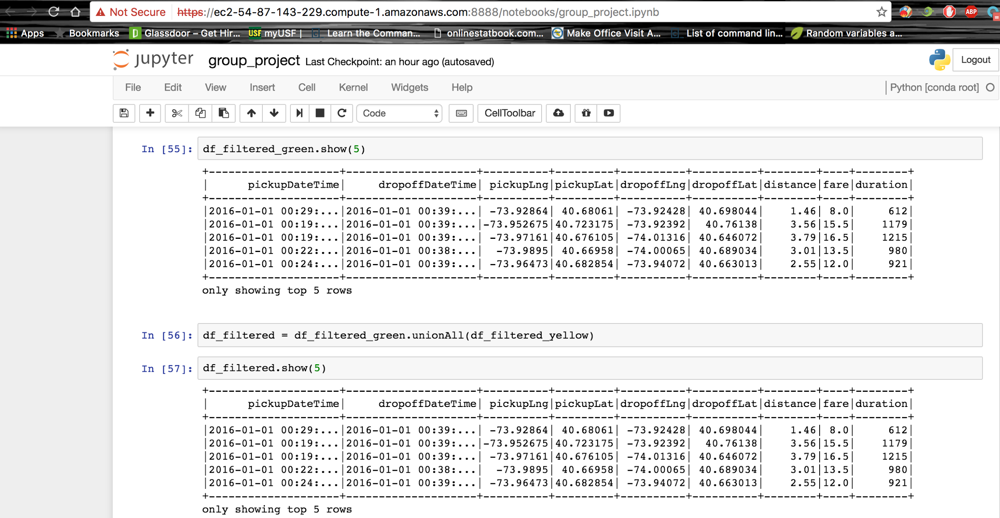 Not Secure https://ec2-54-87-143-229.compute-1.amazonaws.com:8888/notebooks/group_project.ipynb ABP
Apps Bookmarks Glassdoor – Get Hir... USF myUSF | Learn the Comman... onlinestatbook.com... Make Office Visit A... List of command lin... Random variables a...
jupyter group_project Last Checkpoint: an hour ago (autosaved) Logout
File Edit View Insert Cell Kernel Widgets Help Python [conda root]
Code CellToolbar
In [55]: df_filtered_green.show(5)
+--------------------+--------------------+----------+---------+----------+----------+--------+----+--------+
|      pickupDateTime|     dropoffDateTime| pickupLng|pickupLat|dropoffLng|dropoffLat|distance|fare|duration|
+--------------------+--------------------+----------+---------+----------+----------+--------+----+--------+
|2016-01-01 00:29:...|2016-01-01 00:39:...| -73.92864| 40.68061| -73.92428| 40.698044|    1.46| 8.0|     612|
|2016-01-01 00:19:...|2016-01-01 00:39:...|-73.952675|40.723175| -73.92392|  40.76138|    3.56|15.5|    1179|
|2016-01-01 00:19:...|2016-01-01 00:39:...| -73.97161|40.676105| -74.01316| 40.646072|    3.79|16.5|    1215|
|2016-01-01 00:22:...|2016-01-01 00:38:...|  -73.9895| 40.66958| -74.00065| 40.689034|    3.01|13.5|     980|
|2016-01-01 00:24:...|2016-01-01 00:39:...| -73.96473|40.682854| -73.94072| 40.663013|    2.55|12.0|     921|
+--------------------+--------------------+----------+---------+----------+----------+--------+----+--------+
only showing top 5 rows
In [56]: df_filtered = df_filtered_green.unionAll(df_filtered_yellow)
In [57]: df_filtered.show(5)
+--------------------+--------------------+----------+---------+----------+----------+--------+----+--------+
|      pickupDateTime|     dropoffDateTime| pickupLng|pickupLat|dropoffLng|dropoffLat|distance|fare|duration|
+--------------------+--------------------+----------+---------+----------+----------+--------+----+--------+
|2016-01-01 00:29:...|2016-01-01 00:39:...| -73.92864| 40.68061| -73.92428| 40.698044|    1.46| 8.0|     612|
|2016-01-01 00:19:...|2016-01-01 00:39:...|-73.952675|40.723175| -73.92392|  40.76138|    3.56|15.5|    1179|
|2016-01-01 00:19:...|2016-01-01 00:39:...| -73.97161|40.676105| -74.01316| 40.646072|    3.79|16.5|    1215|
|2016-01-01 00:22:...|2016-01-01 00:38:...|  -73.9895| 40.66958| -74.00065| 40.689034|    3.01|13.5|     980|
|2016-01-01 00:24:...|2016-01-01 00:39:...| -73.96473|40.682854| -73.94072| 40.663013|    2.55|12.0|     921|
+--------------------+--------------------+----------+---------+----------+----------+--------+----+--------+
only showing top 5 rows